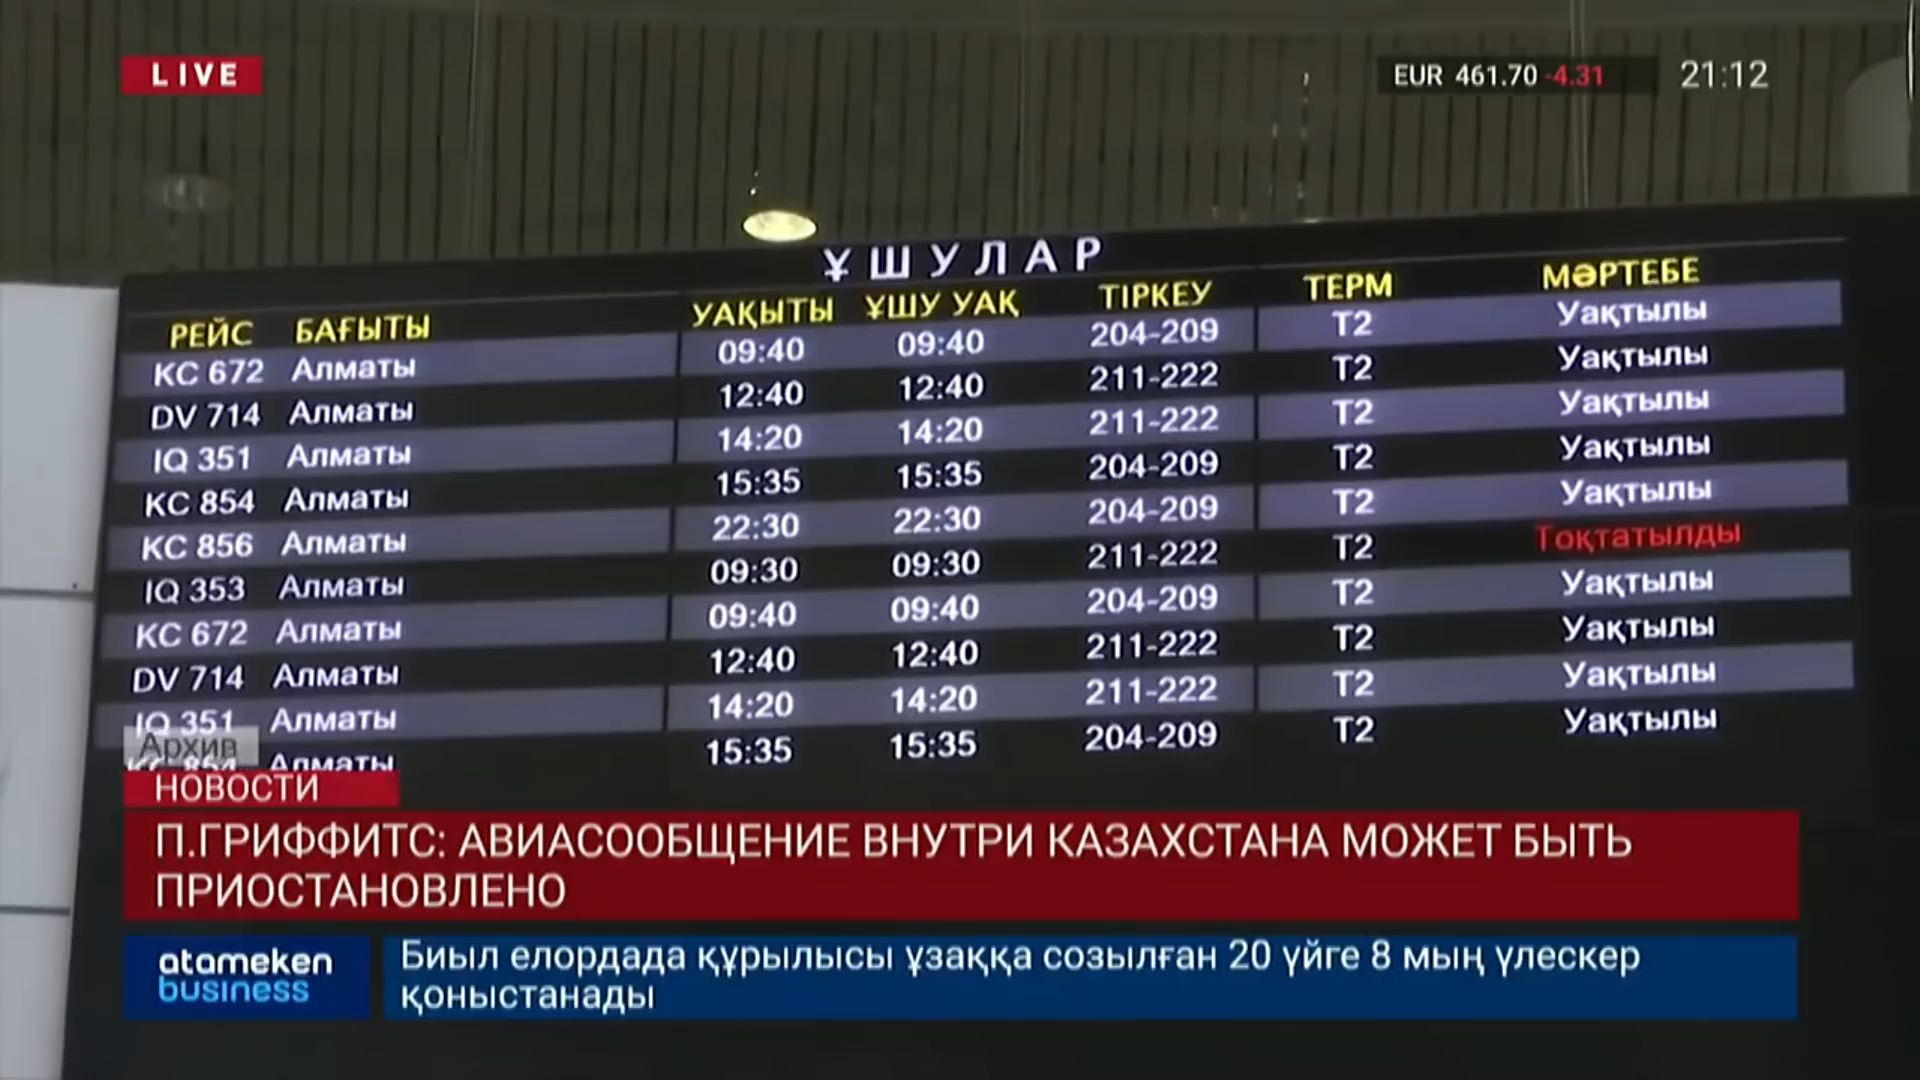 LIVE
EUR 461.70 -4.31
21:12
ҰШУЛАР
РЕЙС БАҒЫТЫ УАҚЫТЫ ҰШУ УАҚ ТІРКЕУ ТЕРМ МӘРТЕБЕ
KC 672 Алматы 09:40 09:40 204-209 T2 Уақтылы
DV 714 Алматы 12:40 12:40 211-222 T2 Уақтылы
IQ 351 Алматы 14:20 14:20 211-222 T2 Уақтылы
KC 854 Алматы 15:35 15:35 204-209 T2 Уақтылы
KC 856 Алматы 22:30 22:30 204-209 T2 Уақтылы
IQ 353 Алматы 09:30 09:30 211-222 T2 Тоқтатылды
KC 672 Алматы 09:40 09:40 204-209 T2 Уақтылы
DV 714 Алматы 12:40 12:40 211-222 T2 Уақтылы
IQ 351 Алматы 14:20 14:20 211-222 T2 Уақтылы
KC 854 Алматы 15:35 15:35 204-209 T2 Уақтылы
Архив
НОВОСТИ
П.ГРИФФИТС: АВИАСООБЩЕНИЕ ВНУТРИ КАЗАХСТАНА МОЖЕТ БЫТЬ
ПРИОСТАНОВЛЕНО
atameken
business
Биыл елордада құрылысы ұзаққа созылған 20 үйге 8 мың үлескер
қоныстанады